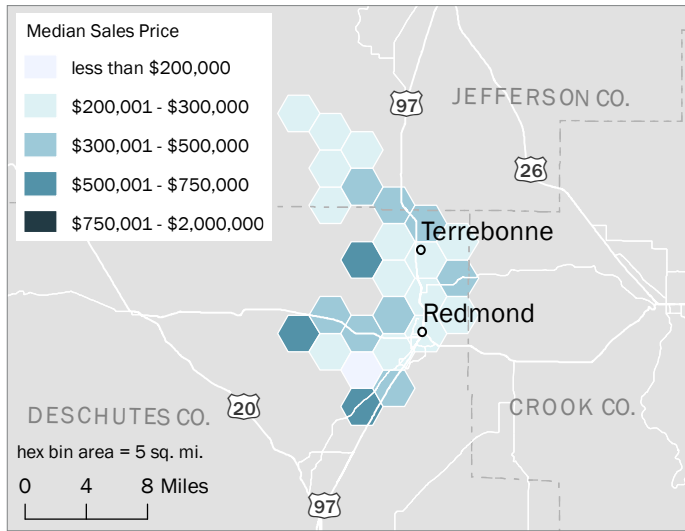 Median Sales Price
less than $200,000
$200,001 - $300,000
$300,001 - $500,000
$500,001 - $750,000
$750,001 - $2,000,000
97
JEFFERSON CO.
26
Terrebonne
Redmond
DESCHUTES CO.
20
CROOK CO.
hex bin area = 5 sq. mi.
0 4 8 Miles
97